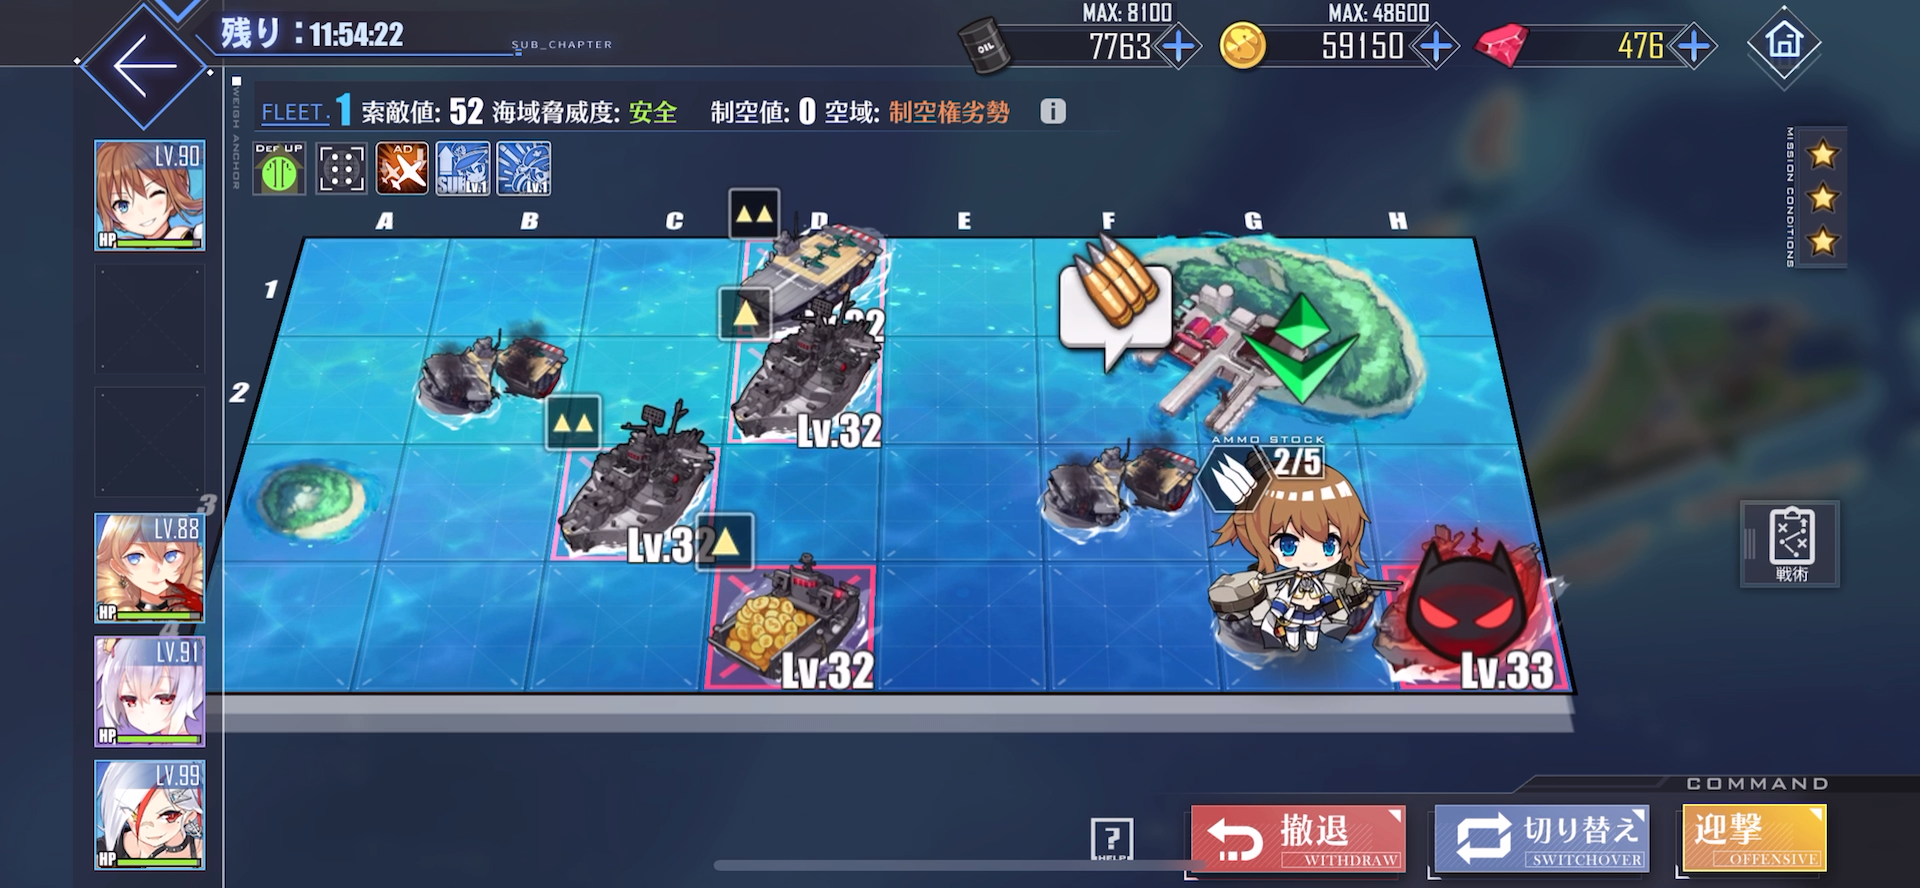 残り：11:54:22
SUB_CHAPTER
MAX: 8100
7763
MAX: 48600
59150
476
OIL
WEIGH ANCHOR
FLEET. 1 索敵値: 52 海域脅威度: 安全 制空値: 0 空域: 制空権劣勢
DEF UP
AD
SUB LV.1
LV.1
MISSION CONDITIONS
A B C D E F G H
1
2
3
4
LV.90
HP
LV.88
HP
LV.91
HP
LV.99
HP
Lv.32
Lv.32
Lv.32
AMMO STOCK
2/5
Lv.32
Lv.33
戦術
COMMAND
?
HELP
撤退
WITHDRAW
切り替え
SWITCHOVER
迎撃
OFFENSIVE